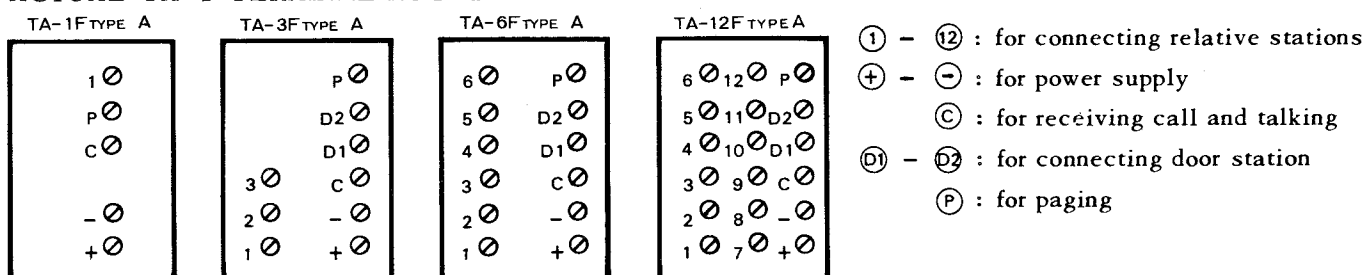 TA-1F TYPE A TA-3F TYPE A TA-6F TYPE A TA-12F TYPE A
1 P 6 P 6 12 P
P D2 5 D2 5 11 D2
C D1 4 D1 4 10 D1
3 C 3 C 3 9 C
- 2 - 2 - 2 8 -
+ 1 + 1 + 1 7 +
① – ⑫ : for connecting relative stations
⊕ – ⊖ : for power supply
Ⓒ : for receiving call and talking
D1 – D2 : for connecting door station
Ⓟ : for paging